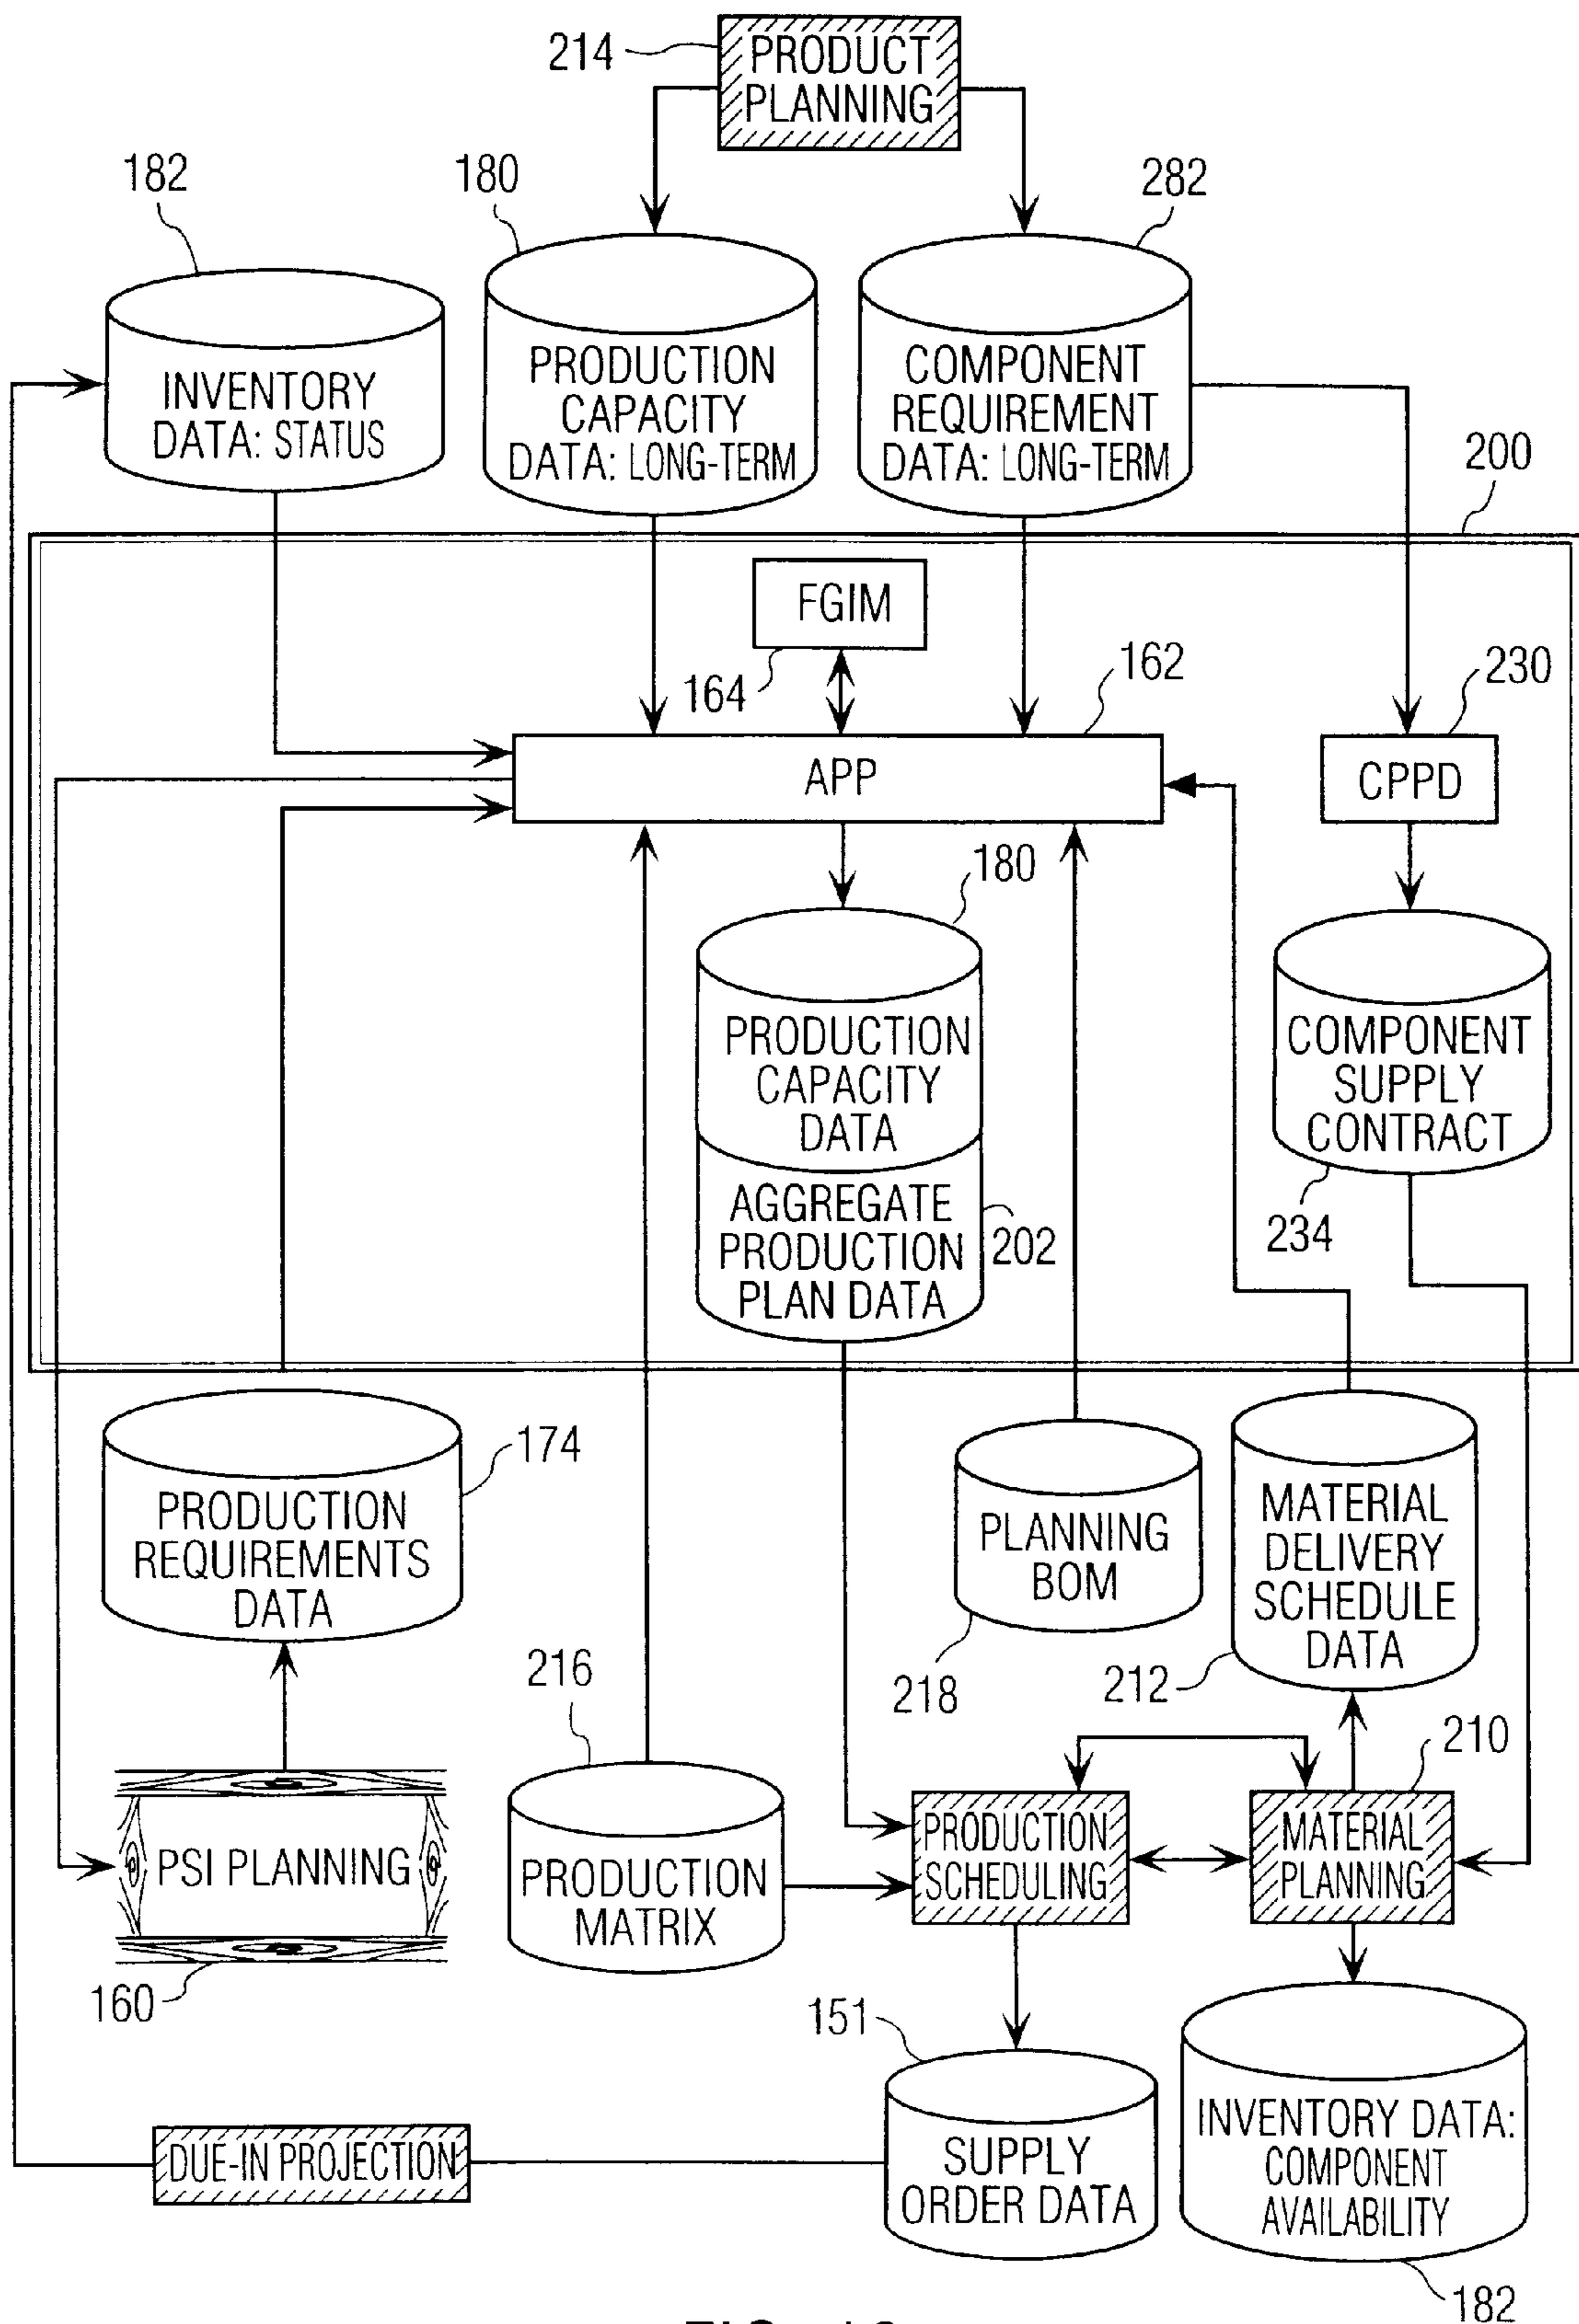 214
PRODUCT
PLANNING
182
180
282
INVENTORY
DATA: STATUS
PRODUCTION
CAPACITY
DATA: LONG-TERM
COMPONENT
REQUIREMENT
DATA: LONG-TERM
200
FGIM
164
162
230
APP
CPPD
180
PRODUCTION
CAPACITY
DATA
COMPONENT
SUPPLY
CONTRACT
AGGREGATE
PRODUCTION
PLAN DATA
202
234
174
PRODUCTION
REQUIREMENTS
DATA
PLANNING
BOM
MATERIAL
DELIVERY
SCHEDULE
DATA
216
218
212
210
PSI PLANNING
PRODUCTION
MATRIX
PRODUCTION
SCHEDULING
MATERIAL
PLANNING
160
151
DUE-IN PROJECTION
SUPPLY
ORDER DATA
INVENTORY DATA:
COMPONENT
AVAILABILITY
182